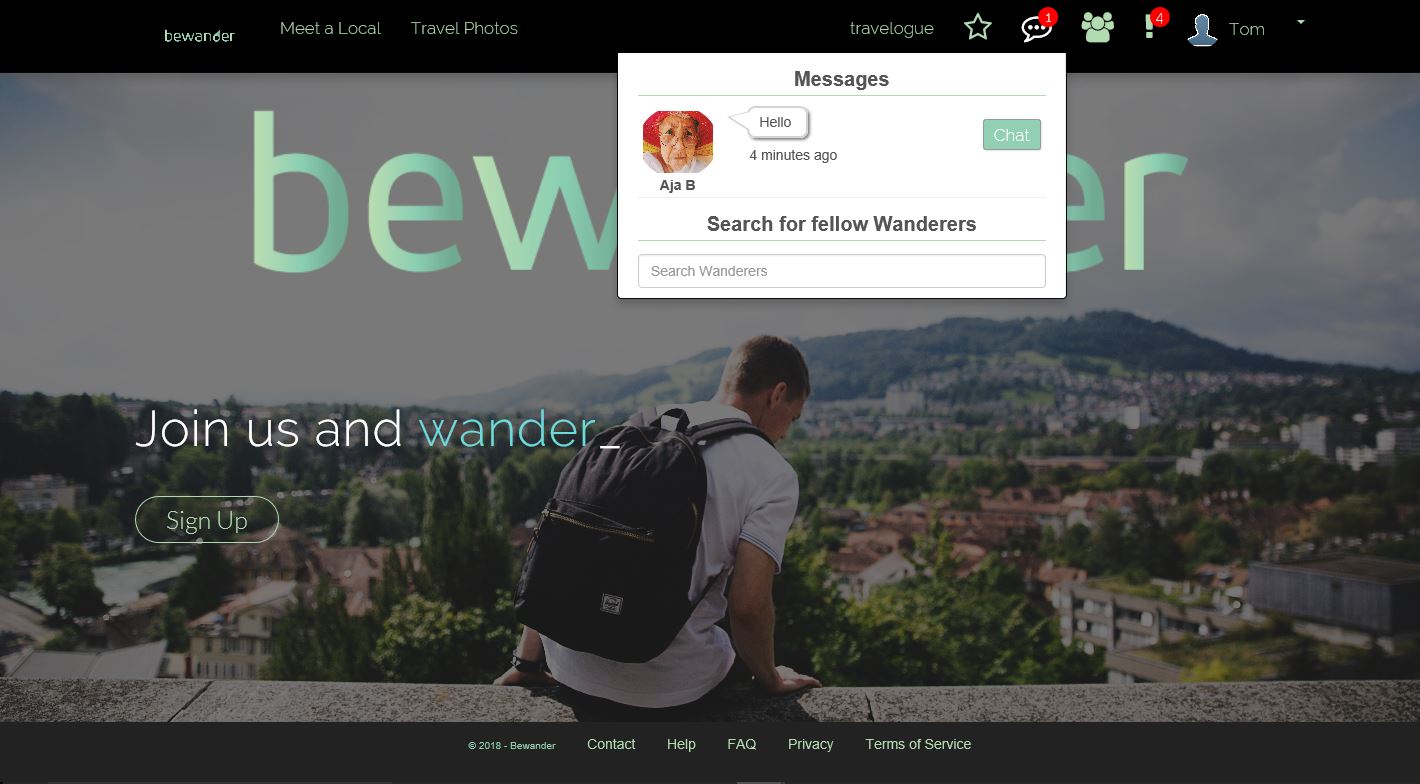 bewander
Meet a Local
Travel Photos
travelogue
1
4
Tom
Messages
Hello
Chat
4 minutes ago
Aja B
Search for fellow Wanderers
Search Wanderers
bew er
Join us and wander_
Sign Up
© 2018 - Bewander
Contact
Help
FAQ
Privacy
Terms of Service